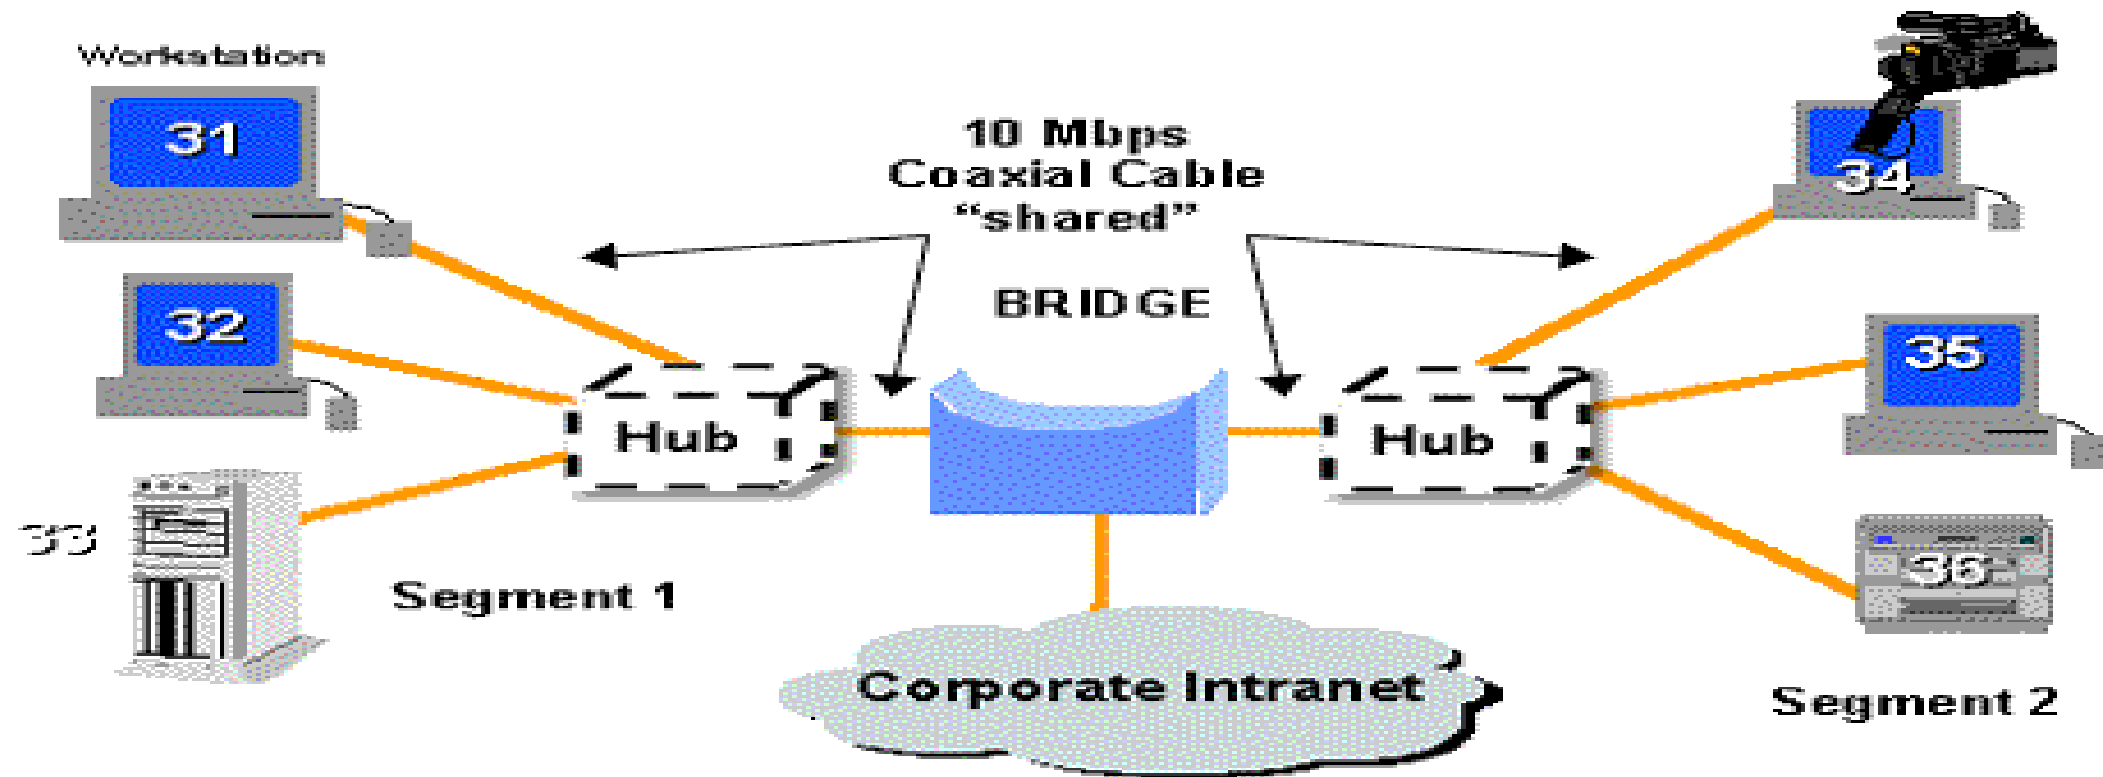 Workstation
31
10 Mbps
Coaxial Cable
“shared”
34
BRIDGE
32
35
Hub
Hub
33
36
Segment 1
Corporate Intranet
Segment 2